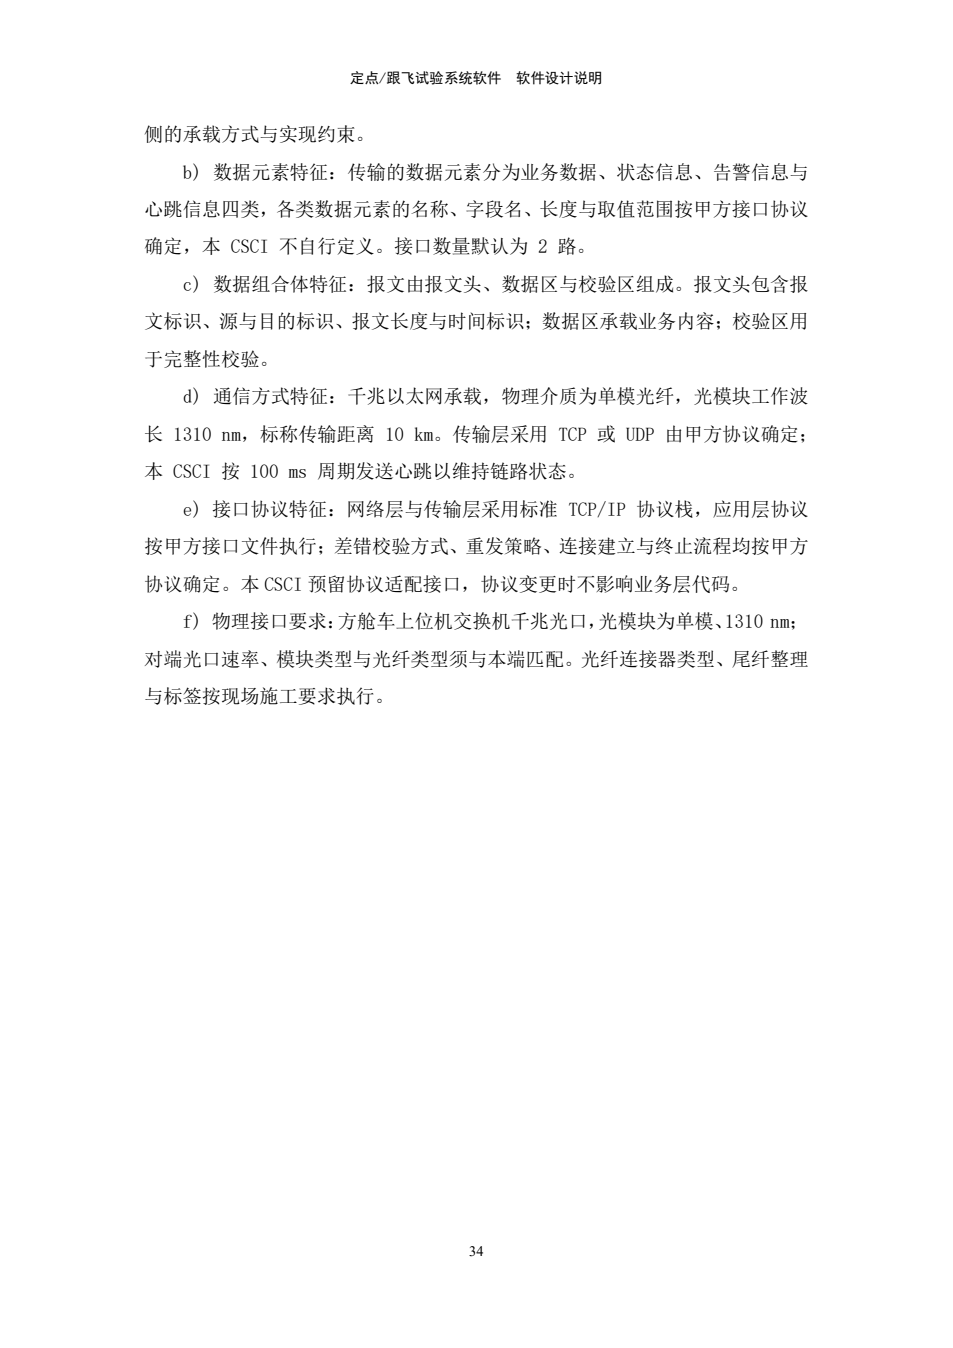 定点/跟飞试验系统软件　软件设计说明
侧的承载方式与实现约束。
b) 数据元素特征：传输的数据元素分为业务数据、状态信息、告警信息与
心跳信息四类，各类数据元素的名称、字段名、长度与取值范围按甲方接口协议
确定，本 CSCI 不自行定义。接口数量默认为 2 路。
c) 数据组合体特征：报文由报文头、数据区与校验区组成。报文头包含报
文标识、源与目的标识、报文长度与时间标识；数据区承载业务内容；校验区用
于完整性校验。
d) 通信方式特征：千兆以太网承载，物理介质为单模光纤，光模块工作波
长 1310 nm，标称传输距离 10 km。传输层采用 TCP 或 UDP 由甲方协议确定；
本 CSCI 按 100 ms 周期发送心跳以维持链路状态。
e) 接口协议特征：网络层与传输层采用标准 TCP/IP 协议栈，应用层协议
按甲方接口文件执行；差错校验方式、重发策略、连接建立与终止流程均按甲方
协议确定。本 CSCI 预留协议适配接口，协议变更时不影响业务层代码。
f) 物理接口要求：方舱车上位机交换机千兆光口，光模块为单模、1310 nm；
对端光口速率、模块类型与光纤类型须与本端匹配。光纤连接器类型、尾纤整理
与标签按现场施工要求执行。
34